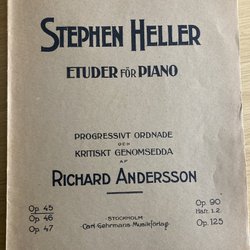 STEPHEN HELLER
ETUDER FÖR PIANO
PROGRESSIVT ORDNADE
OCH
KRITISKT GENOMSEDDA
AF
RICHARD ANDERSSON
Op. 45
Op. 46
Op. 47
STOCKHOLM
Carl Gehrmans Musikförlag
Op. 90
Häft. 1. 2.
Op. 125